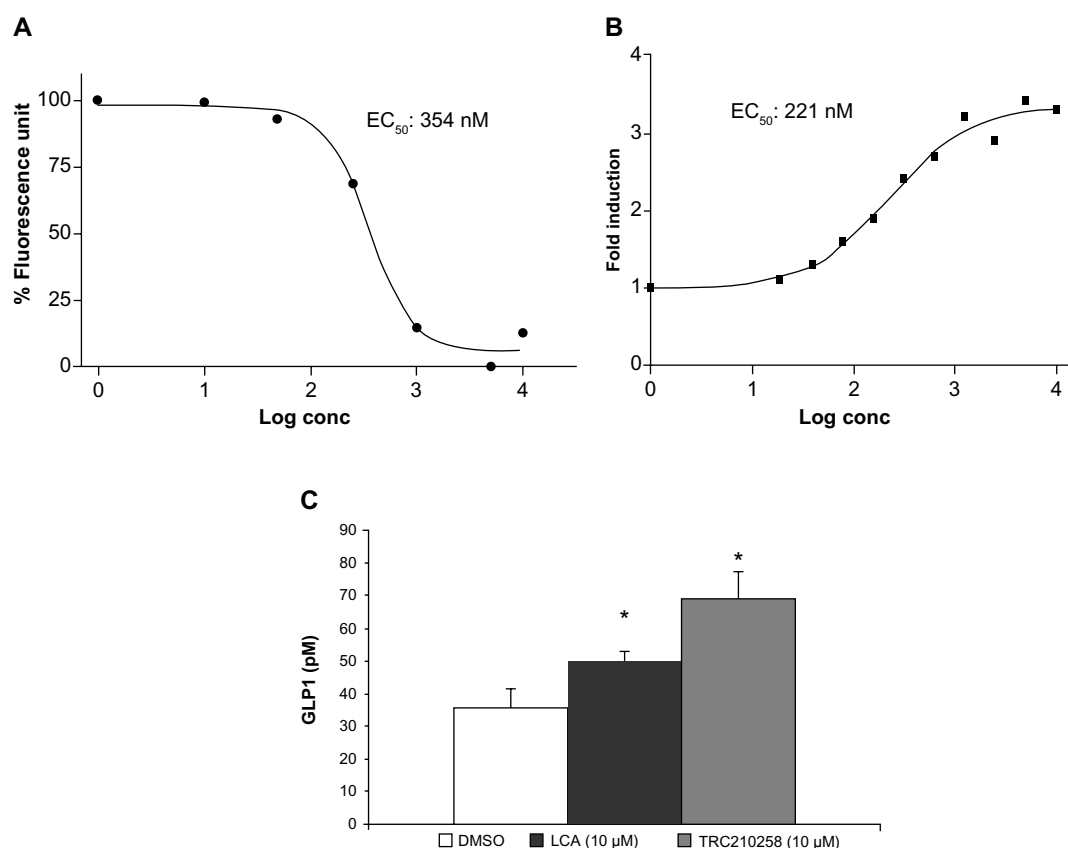 A
% Fluorescence unit
100
75
50
25
0
EC50: 354 nM
0 1 2 3 4
Log conc
B
Fold induction
4
3
2
1
0
EC50: 221 nM
0 1 2 3 4
Log conc
C
GLP1 (pM)
90
80
70
60
50
40
30
20
10
0
*
*
DMSO LCA (10 µM) TRC210258 (10 µM)